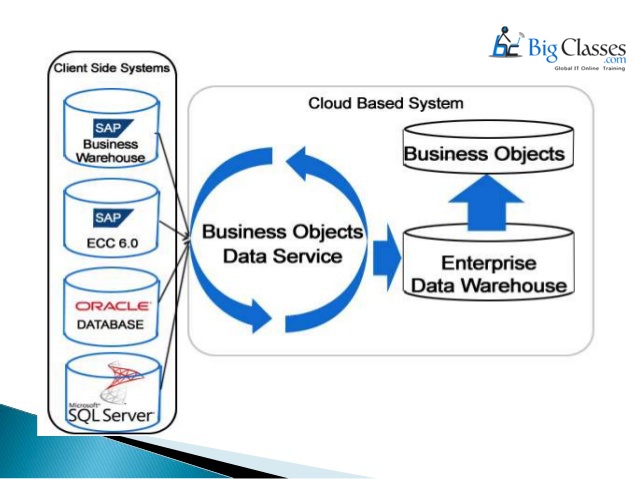 Big Classes
.com
Global IT Online Training
Client Side Systems
SAP
Business
Warehouse
SAP
ECC 6.0
ORACLE
DATABASE
Microsoft
SQL Server
Cloud Based System
Business Objects
Data Service
Business Objects
Enterprise
Data Warehouse